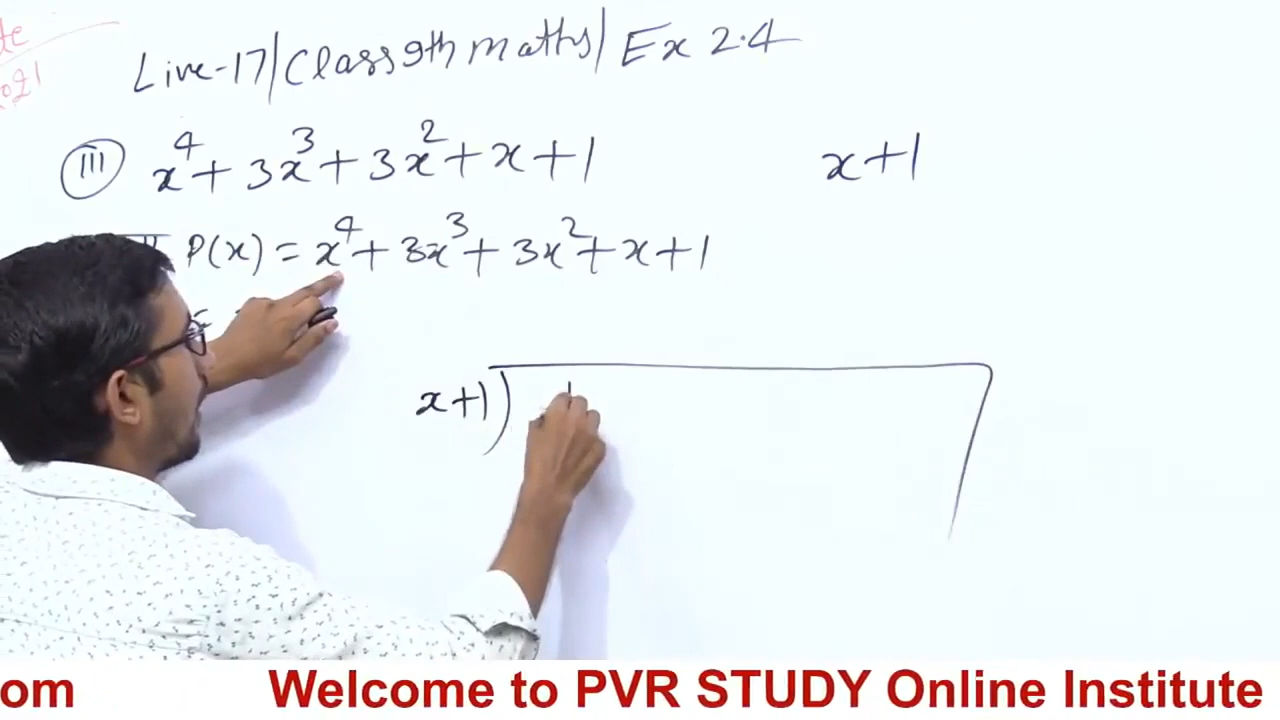 Live-17/Class 9th maths/ Ex 2.4
III x⁴ + 3x³ + 3x² + x + 1 x+1
P(x) = x⁴ + 3x³ + 3x² + x + 1
x+1)
om Welcome to PVR STUDY Online Institute